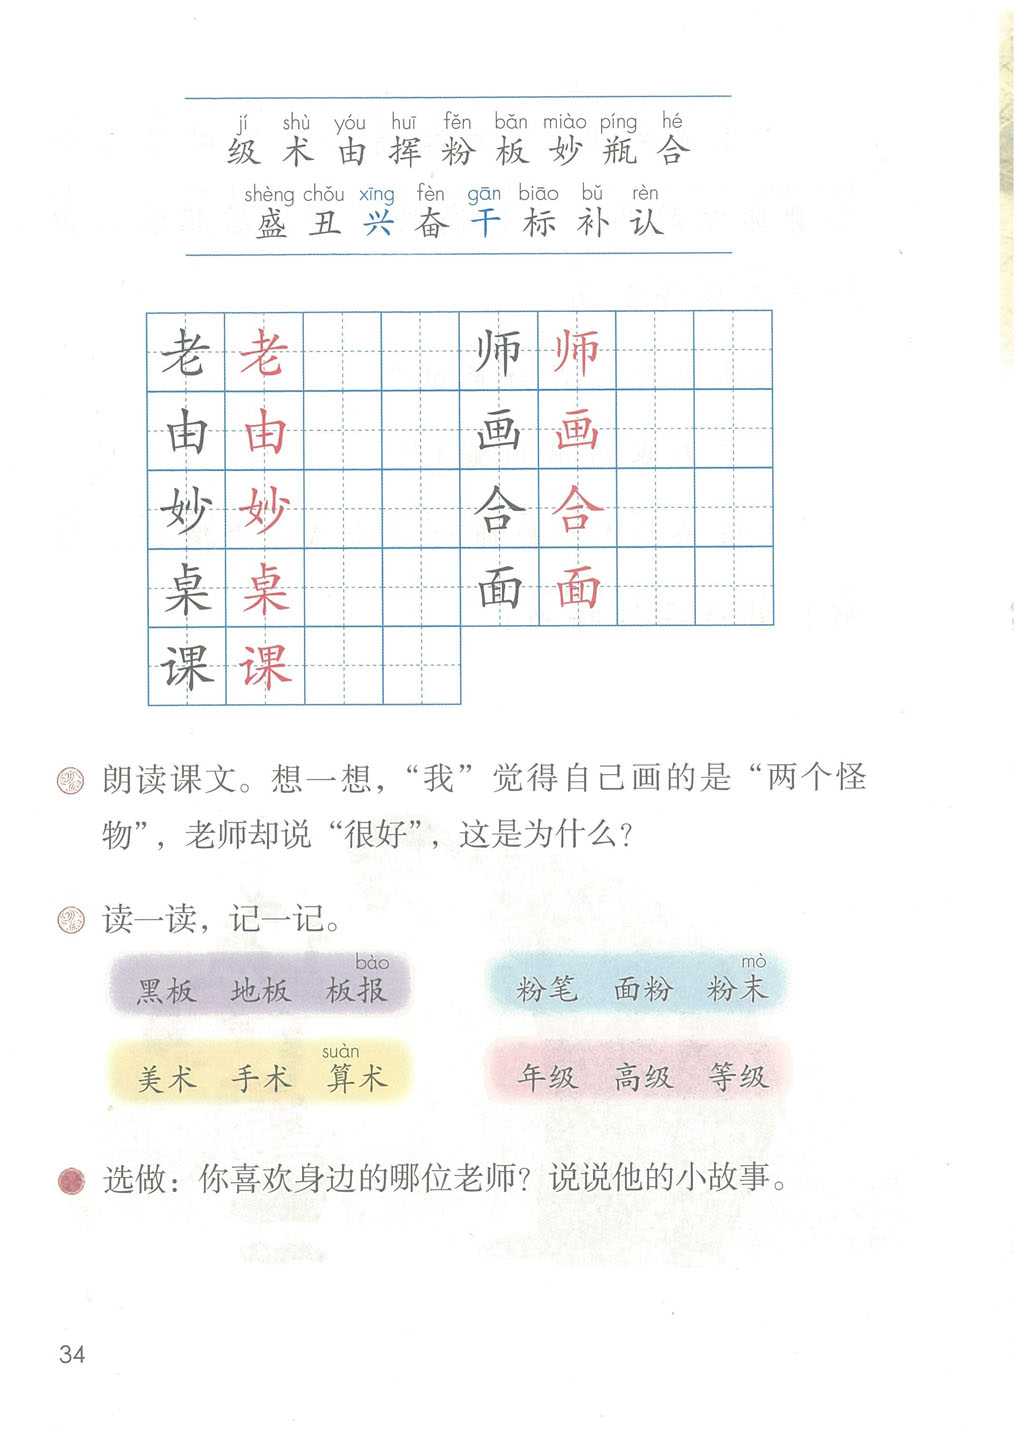 jí shù yóu huī fěn bǎn miào píng hé
级 术 由 挥 粉 板 妙 瓶 合
shèng chǒu xīng fèn gān biāo bǔ rèn
盛 丑 兴 奋 干 标 补 认
老 老 师 师
由 由 画 画
妙 妙 合 合
桌 桌 面 面
课 课
朗读课文。想一想，“我”觉得自己画的是“两个怪
物”，老师却说“很好”，这是为什么？
读一读，记一记。
bào mò
黑板 地板 板报 粉笔 面粉 粉末
suàn
美术 手术 算术 年级 高级 等级
选做：你喜欢身边的哪位老师？说说他的小故事。
34